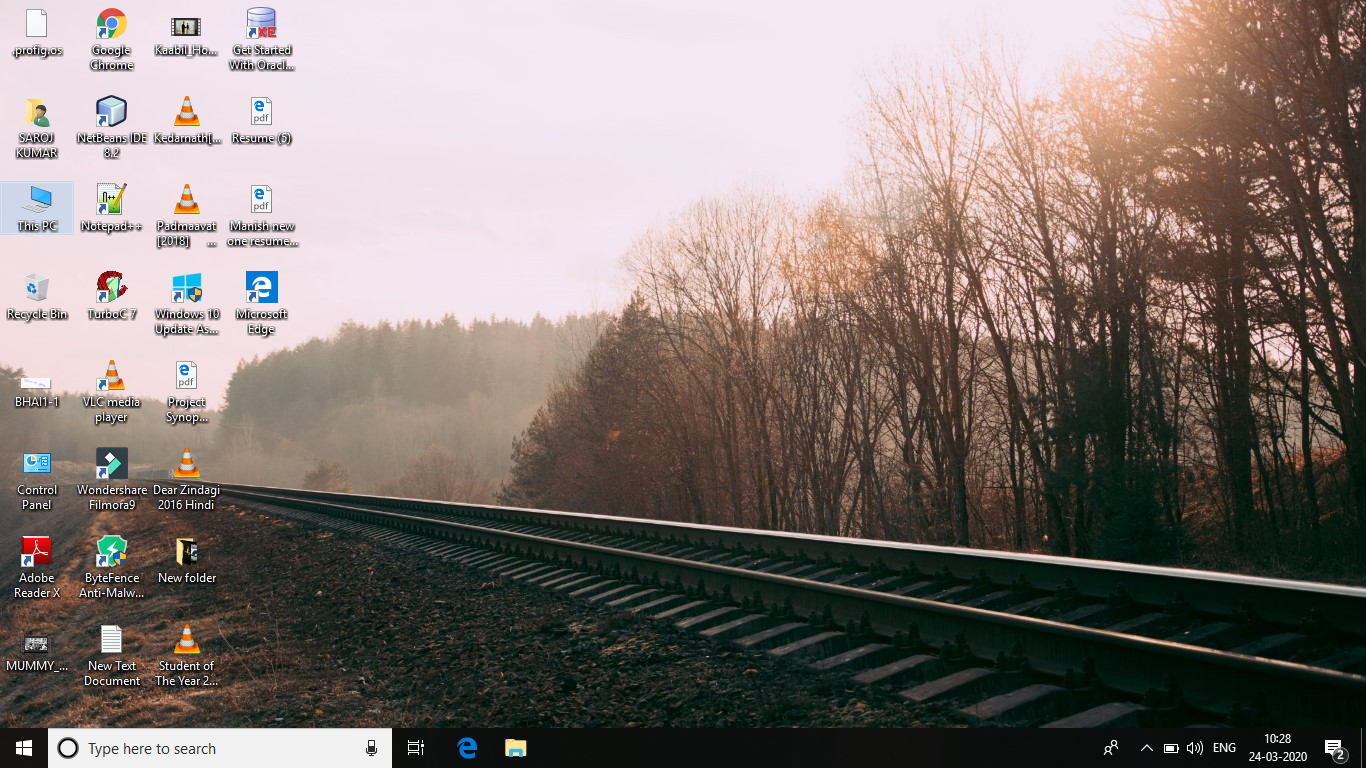 .profig.os
Google
Chrome
Kaabil_Ho...
Get Started
With Oracl...
XE
SAROJ
KUMAR
NetBeans IDE
8.2
Kedarnath[...
pdf
Resume (5)
This PC
Notepad++
Padmaavat
[2018] ...
pdf
Manish new
one resume...
Recycle Bin
TurboC 7
Windows 10
Update As...
Microsoft
Edge
BHAI1-1
VLC media
player
pdf
Project
Synop...
Control
Panel
Wondershare
Filmora9
Dear Zindagi
2016 Hindi
Adobe
Reader X
ByteFence
Anti-Malw...
New folder
MUMMY_...
New Text
Document
Student of
The Year 2...
Type here to search
ENG
10:28
24-03-2020
2